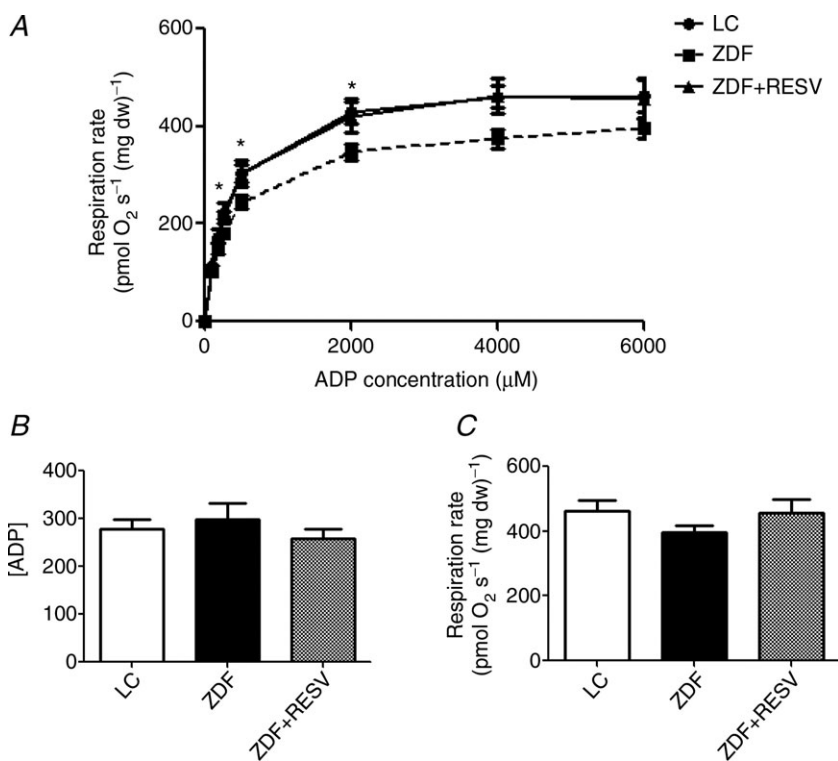 A
600
400
200
0
0
2000
4000
6000
*
*
*
Respiration rate
(pmol O₂ s⁻¹ (mg dw)⁻¹)
ADP concentration (μM)
LC
ZDF
ZDF+RESV
B
400
300
200
100
0
[ADP]
LC
ZDF
ZDF+RESV
C
600
400
200
0
Respiration rate
(pmol O₂ s⁻¹ (mg dw)⁻¹
LC
ZDF
ZDF+RESV